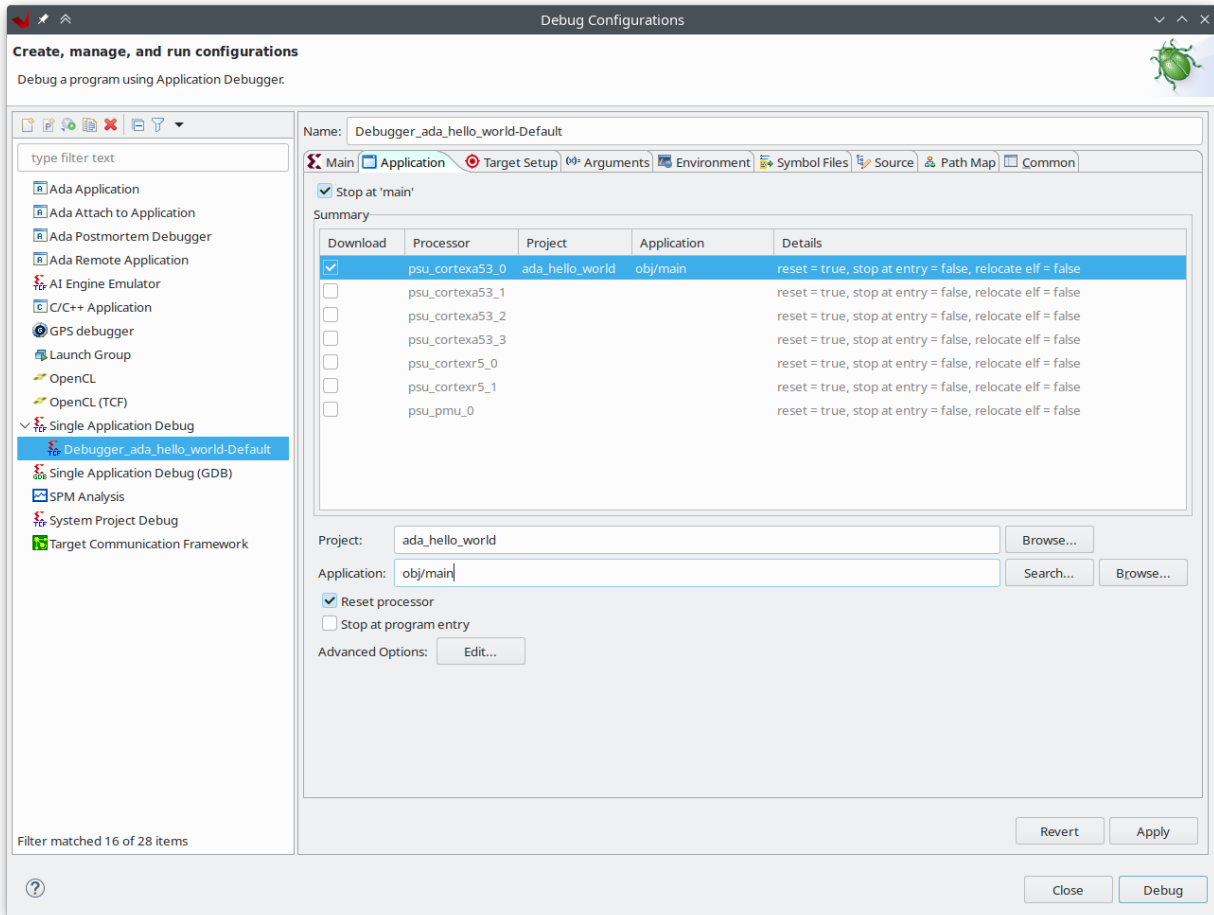 Debug Configurations
Create, manage, and run configurations
Debug a program using Application Debugger.
type filter text
Ada Application
Ada Attach to Application
Ada Postmortem Debugger
Ada Remote Application
AI Engine Emulator
C/C++ Application
GPS debugger
Launch Group
OpenCL
OpenCL (TCF)
Single Application Debug
Debugger_ada_hello_world-Default
Single Application Debug (GDB)
SPM Analysis
System Project Debug
Target Communication Framework
Filter matched 16 of 28 items
Name: Debugger_ada_hello_world-Default
Main Application Target Setup Arguments Environment Symbol Files Source Path Map Common
Stop at 'main'
Summary
Download Processor Project Application Details
psu_cortexa53_0 ada_hello_world obj/main reset = true, stop at entry = false, relocate elf = false
psu_cortexa53_1 reset = true, stop at entry = false, relocate elf = false
psu_cortexa53_2 reset = true, stop at entry = false, relocate elf = false
psu_cortexa53_3 reset = true, stop at entry = false, relocate elf = false
psu_cortexr5_0 reset = true, stop at entry = false, relocate elf = false
psu_cortexr5_1 reset = true, stop at entry = false, relocate elf = false
psu_pmu_0 reset = true, stop at entry = false, relocate elf = false
Project: ada_hello_world Browse...
Application: obj/main Search... Browse...
Reset processor
Stop at program entry
Advanced Options: Edit...
Revert Apply
Close Debug